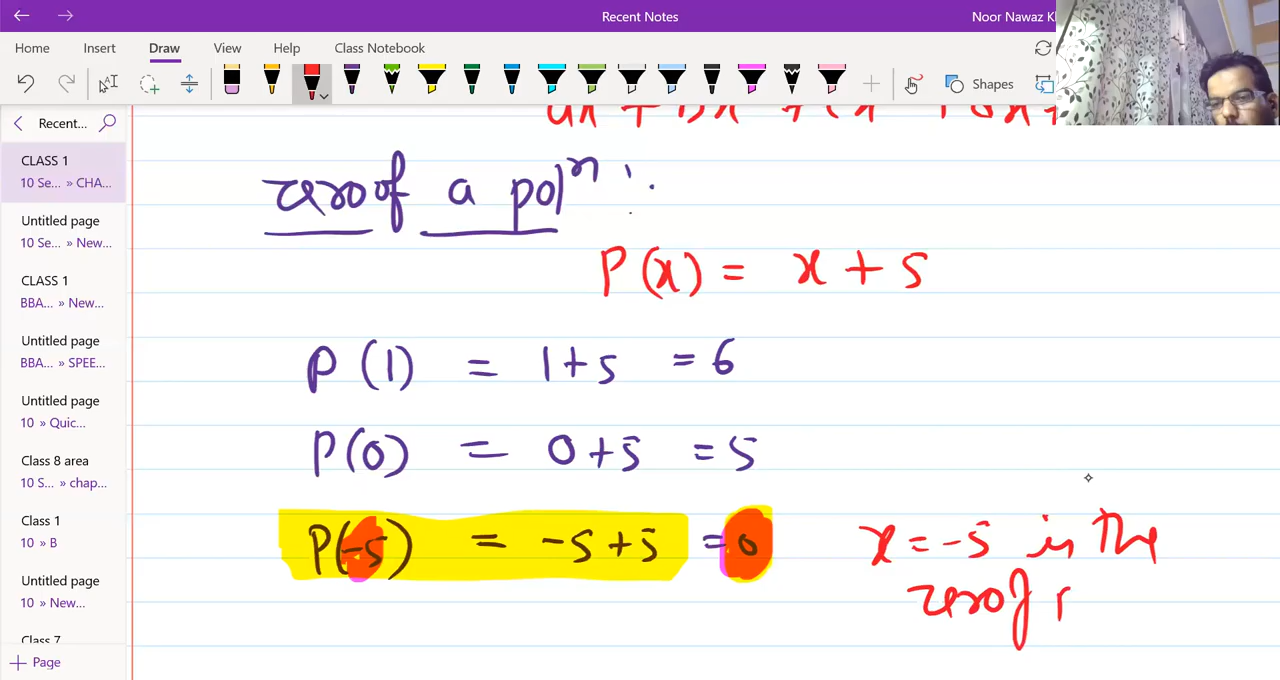 Recent Notes
Noor Nawaz Kh
Home Insert Draw View Help Class Notebook
Shapes
Recent...
CLASS 1
10 Se... » CHA...
Untitled page
10 Se... » New...
CLASS 1
BBA... » New...
Untitled page
BBA... » SPEE...
Untitled page
10 » Quic...
Class 8 area
10 S... » chap...
Class 1
10 » B
Untitled page
10 » New...
Class 7
Page
zero of a polⁿ :
P(x) = x + 5
P(1) = 1+5 = 6
P(0) = 0+5 = 5
P(-5) = -5+5 = 0
x = -5 is the
zero of